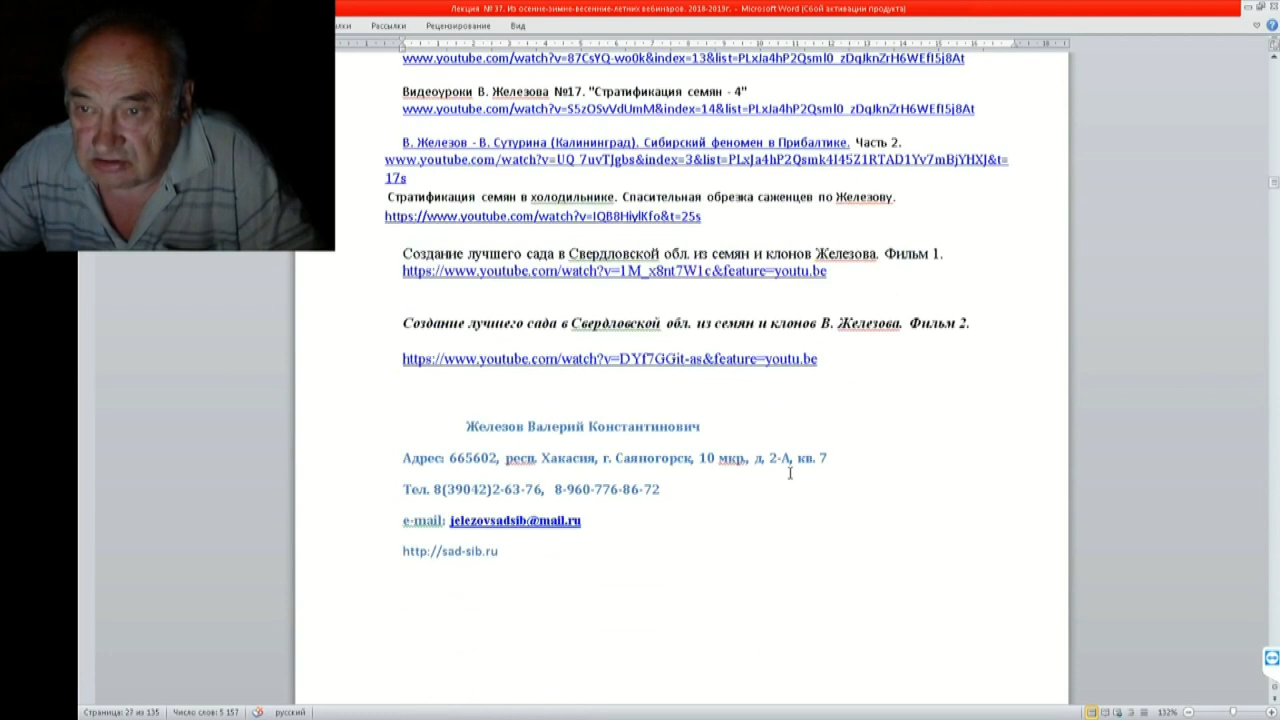 Лекция № 37. Из осенне-зимне-весенние-летних вебинаров. 2018-2019г. - Microsoft Word (Сбой активации продукта)
Рассылки Рецензирование Вид
www.youtube.com/watch?v=87CsYQ-wo0k&index=13&list=PLxJa4hP2Qsml0_zDqJknZrH6WEfI5j8At
Видеоуроки В. Железова №17. "Стратификация семян - 4"
www.youtube.com/watch?v=S5zOSvVdUmM&index=14&list=PLxJa4hP2Qsml0_zDqJknZrH6WEfI5j8At
В. Железов - В. Сутурина (Калининград). Сибирский феномен в Прибалтике. Часть 2.
www.youtube.com/watch?v=UQ_7uvTJgbs&index=3&list=PLxJa4hP2Qsmk4l45Z1RTAD1Yv7mBjYHXJ&t=
17s
Стратификация семян в холодильнике. Спасительная обрезка саженцев по Железову.
https://www.youtube.com/watch?v=IQB8HiylKfo&t=25s
Создание лучшего сада в Свердловской обл. из семян и клонов Железова. Фильм 1.
https://www.youtube.com/watch?v=1M_x8nt7W1c&feature=youtu.be
Создание лучшего сада в Свердловской обл. из семян и клонов В. Железова. Фильм 2.
https://www.youtube.com/watch?v=DYf7GGit-as&feature=youtu.be
Железов Валерий Константинович
Адрес: 665602, респ. Хакасия, г. Саяногорск, 10 мкр., д, 2-А, кв. 7
Тел. 8(39042)2-63-76, 8-960-776-86-72
e-mail: jelezovsadsib@mail.ru
http://sad-sib.ru
Страница: 27 из 135 Число слов: 5 157 русский 132%